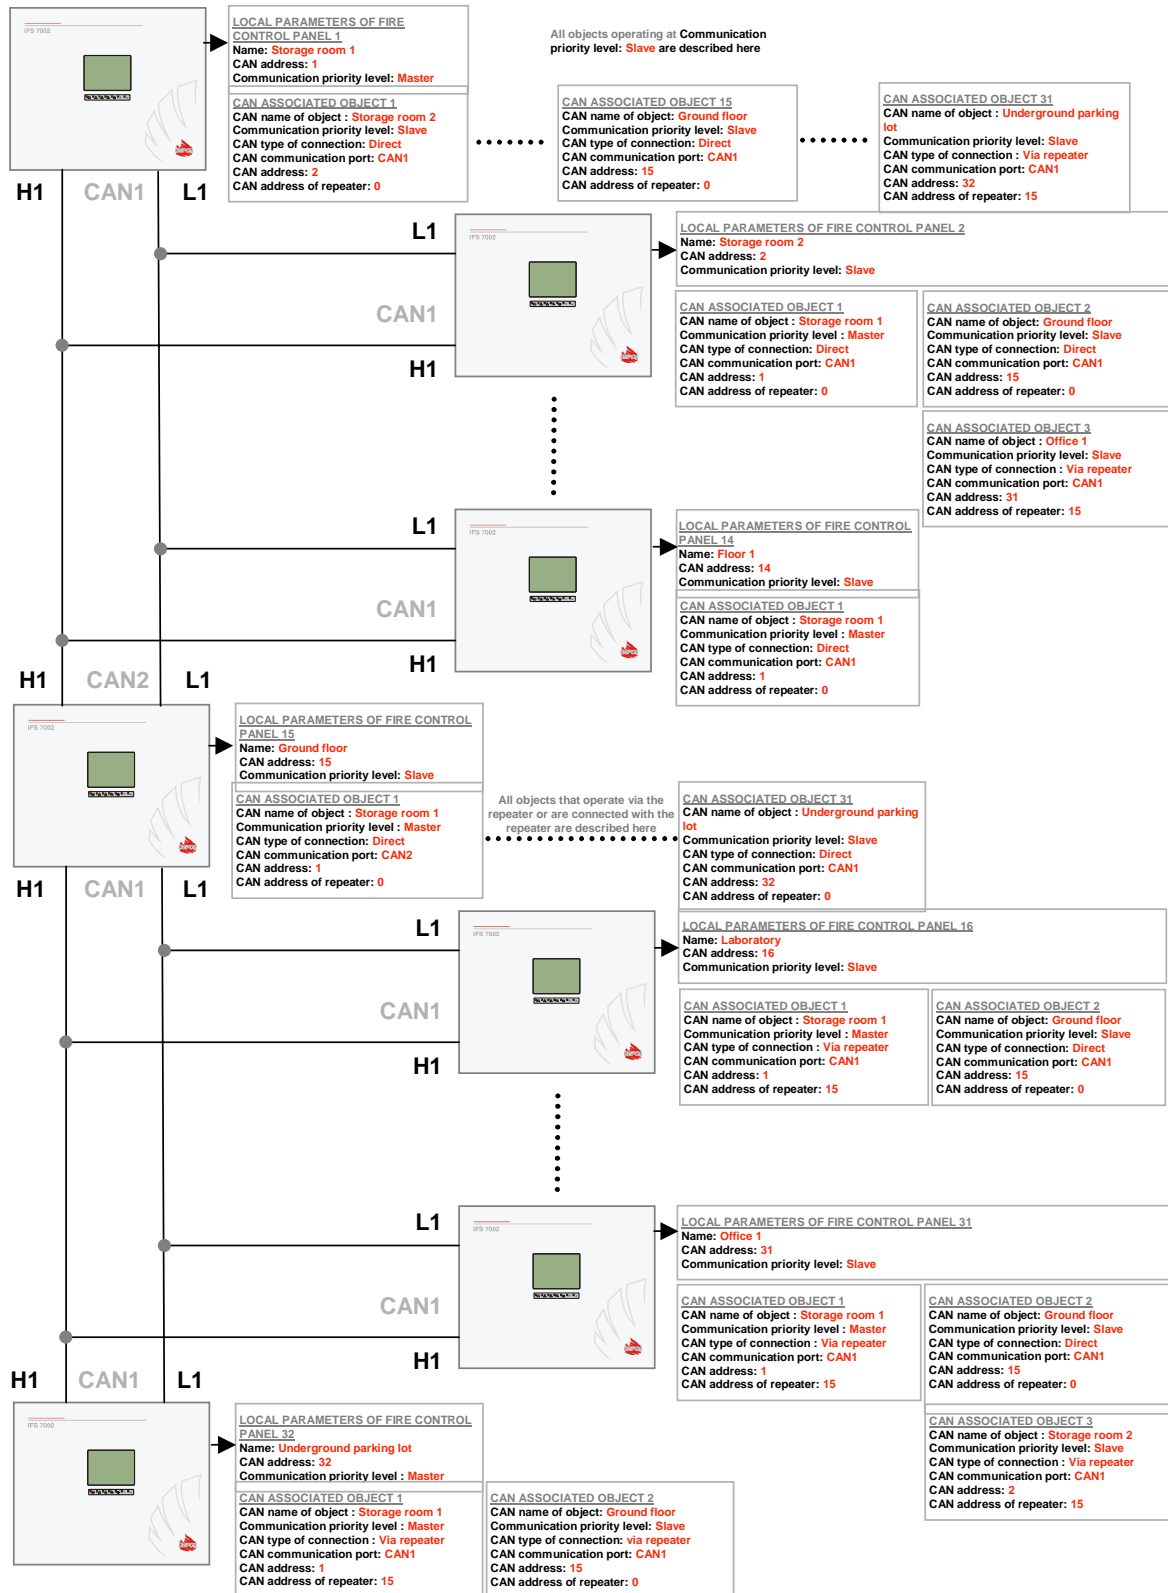 IFS 7002
LOCAL PARAMETERS OF FIRE
CONTROL PANEL 1
Name: Storage room 1
CAN address: 1
Communication priority level: Master
All objects operating at Communication
priority level: Slave are described here
CAN ASSOCIATED OBJECT 1
CAN name of object : Storage room 2
Communication priority level: Slave
CAN type of connection: Direct
CAN communication port: CAN1
CAN address: 2
CAN address of repeater: 0
CAN ASSOCIATED OBJECT 15
CAN name of object: Ground floor
Communication priority level: Slave
CAN type of connection: Direct
CAN communication port: CAN1
CAN address: 15
CAN address of repeater: 0
CAN ASSOCIATED OBJECT 31
CAN name of object : Underground parking
lot
Communication priority level: Slave
CAN type of connection : Via repeater
CAN communication port: CAN1
CAN address: 32
CAN address of repeater: 15
H1 CAN1 L1
L1
CAN1
H1
IFS 7002
LOCAL PARAMETERS OF FIRE CONTROL PANEL 2
Name: Storage room 2
CAN address: 2
Communication priority level: Slave
CAN ASSOCIATED OBJECT 1
CAN name of object : Storage room 1
Communication priority level : Master
CAN type of connection: Direct
CAN communication port: CAN1
CAN address: 1
CAN address of repeater: 0
CAN ASSOCIATED OBJECT 2
CAN name of object: Ground floor
Communication priority level: Slave
CAN type of connection: Direct
CAN communication port: CAN1
CAN address: 15
CAN address of repeater: 0
CAN ASSOCIATED OBJECT 3
CAN name of object : Office 1
Communication priority level: Slave
CAN type of connection : Via repeater
CAN communication port: CAN1
CAN address: 31
CAN address of repeater: 15
L1
CAN1
H1
IFS 7002
LOCAL PARAMETERS OF FIRE CONTROL
PANEL 14
Name: Floor 1
CAN address: 14
Communication priority level: Slave
CAN ASSOCIATED OBJECT 1
CAN name of object : Storage room 1
Communication priority level : Master
CAN type of connection: Direct
CAN communication port: CAN1
CAN address: 1
CAN address of repeater: 0
H1 CAN2 L1
IFS 7002
LOCAL PARAMETERS OF FIRE CONTROL
PANEL 15
Name: Ground floor
CAN address: 15
Communication priority level: Slave
CAN ASSOCIATED OBJECT 1
CAN name of object : Storage room 1
Communication priority level : Master
CAN type of connection: Direct
CAN communication port: CAN2
CAN address: 1
CAN address of repeater: 0
All objects that operate via the
repeater or are connected with the
repeater are described here
CAN ASSOCIATED OBJECT 31
CAN name of object : Underground parking
lot
Communication priority level: Slave
CAN type of connection: Direct
CAN communication port: CAN1
CAN address: 32
CAN address of repeater: 0
H1 CAN1 L1
L1
CAN1
H1
IFS 7002
LOCAL PARAMETERS OF FIRE CONTROL PANEL 16
Name: Laboratory
CAN address: 16
Communication priority level: Slave
CAN ASSOCIATED OBJECT 1
CAN name of object : Storage room 1
Communication priority level : Master
CAN type of connection : Via repeater
CAN communication port: CAN1
CAN address: 1
CAN address of repeater: 15
CAN ASSOCIATED OBJECT 2
CAN name of object: Ground floor
Communication priority level: Slave
CAN type of connection: Direct
CAN communication port: CAN1
CAN address: 15
CAN address of repeater: 0
L1
CAN1
H1
IFS 7002
LOCAL PARAMETERS OF FIRE CONTROL PANEL 31
Name: Office 1
CAN address: 31
Communication priority level: Slave
CAN ASSOCIATED OBJECT 1
CAN name of object : Storage room 1
Communication priority level : Master
CAN type of connection : Via repeater
CAN communication port: CAN1
CAN address: 1
CAN address of repeater: 15
CAN ASSOCIATED OBJECT 2
CAN name of object: Ground floor
Communication priority level: Slave
CAN type of connection: Direct
CAN communication port: CAN1
CAN address: 15
CAN address of repeater: 0
CAN ASSOCIATED OBJECT 3
CAN name of object : Storage room 2
Communication priority level: Slave
CAN type of connection : Via repeater
CAN communication port: CAN1
CAN address: 2
CAN address of repeater: 15
H1 CAN1 L1
IFS 7002
LOCAL PARAMETERS OF FIRE CONTROL
PANEL 32
Name: Underground parking lot
CAN address: 32
Communication priority level : Master
CAN ASSOCIATED OBJECT 1
CAN name of object : Storage room 1
Communication priority level : Master
CAN type of connection : Via repeater
CAN communication port: CAN1
CAN address: 1
CAN address of repeater: 15
CAN ASSOCIATED OBJECT 2
CAN name of object: Ground floor
Communication priority level: Slave
CAN type of connection: via repeater
CAN communication port: CAN1
CAN address: 15
CAN address of repeater: 0